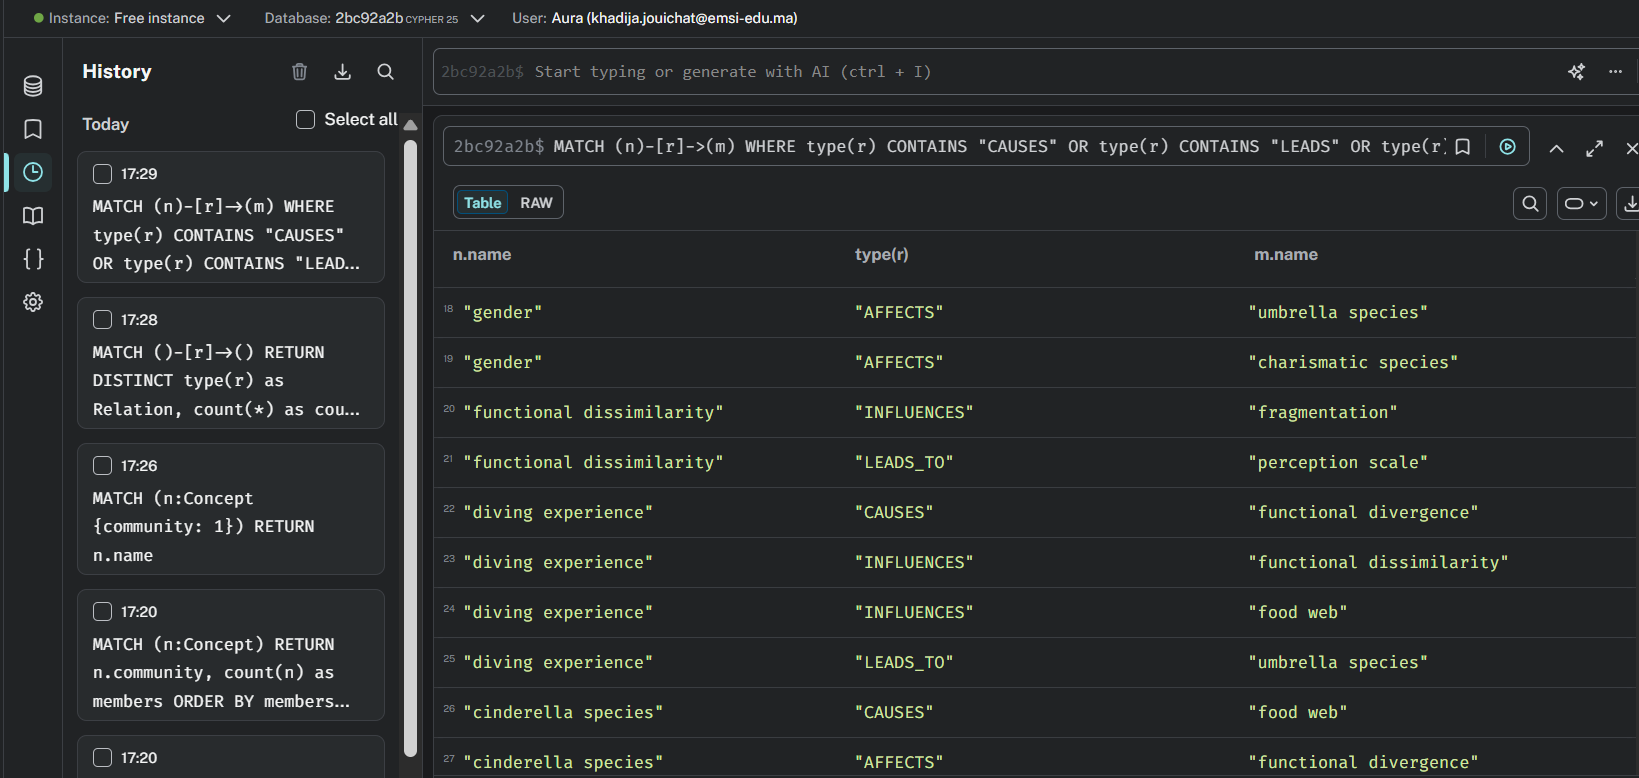 Instance: Free instance Database: 2bc92a2b CYPHER 25 User: Aura (khadija.jouichat@emsi-edu.ma)
History
Today
Select all
17:29
MATCH (n)-[r]->(m) WHERE
type(r) CONTAINS "CAUSES"
OR type(r) CONTAINS "LEAD...
17:28
MATCH ()-[r]->() RETURN
DISTINCT type(r) as
Relation, count(*) as cou...
17:26
MATCH (n:Concept
{community: 1}) RETURN
n.name
17:20
MATCH (n:Concept) RETURN
n.community, count(n) as
members ORDER BY members...
17:20
2bc92a2b$ Start typing or generate with AI (ctrl + I)
2bc92a2b$ MATCH (n)-[r]->(m) WHERE type(r) CONTAINS "CAUSES" OR type(r) CONTAINS "LEADS" OR type(r)
Table RAW
n.name type(r) m.name
18 "gender" "AFFECTS" "umbrella species"
19 "gender" "AFFECTS" "charismatic species"
20 "functional dissimilarity" "INFLUENCES" "fragmentation"
21 "functional dissimilarity" "LEADS_TO" "perception scale"
22 "diving experience" "CAUSES" "functional divergence"
23 "diving experience" "INFLUENCES" "functional dissimilarity"
24 "diving experience" "INFLUENCES" "food web"
25 "diving experience" "LEADS_TO" "umbrella species"
26 "cinderella species" "CAUSES" "food web"
27 "cinderella species" "AFFECTS" "functional divergence"